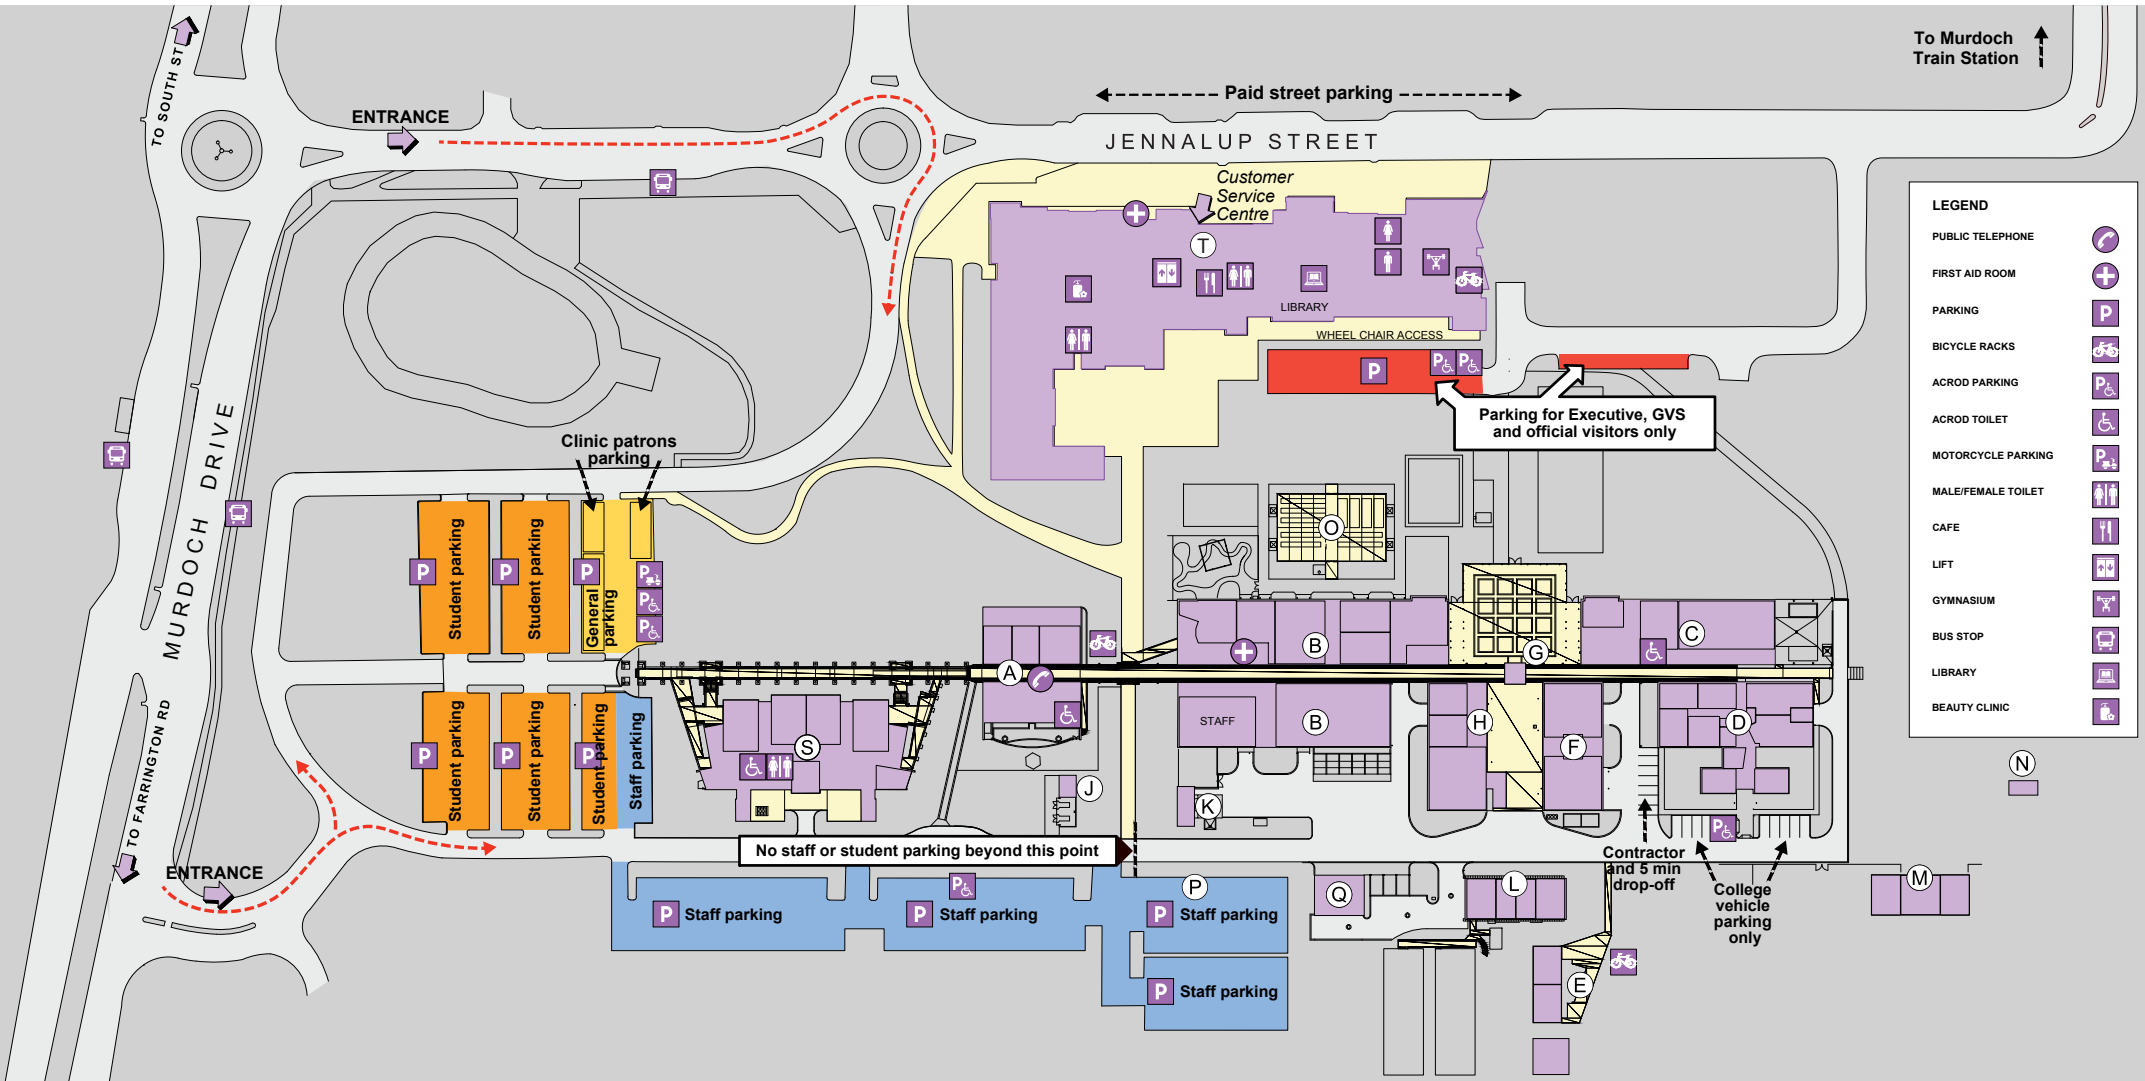 TO SOUTH ST
ENTRANCE
Paid street parking
To Murdoch
Train Station
JENNALUP STREET
Customer
Service
Centre
T
LIBRARY
WHEEL CHAIR ACCESS
P
P
P
Parking for Executive, GVS
and official visitors only
LEGEND
PUBLIC TELEPHONE
FIRST AID ROOM
PARKING
P
BICYCLE RACKS
ACROD PARKING
P
ACROD TOILET
MOTORCYCLE PARKING
P
MALE/FEMALE TOILET
CAFE
LIFT
GYMNASIUM
BUS STOP
LIBRARY
BEAUTY CLINIC
MURDOCH DRIVE
Clinic patrons
parking
P
Student parking
P
Student parking
P
General
parking
P
P
P
O
B
G
C
A
P
Student parking
P
Student parking
P
Student parking
Staff parking
S
STAFF
B
H
F
D
J
K
N
TO FARRINGTON RD
ENTRANCE
No staff or student parking beyond this point
P
Contractor
and 5 min
drop-off
College
vehicle
parking
only
P
Staff parking
P
P
Staff parking
P
P
Staff parking
P
Staff parking
Q
L
M
E